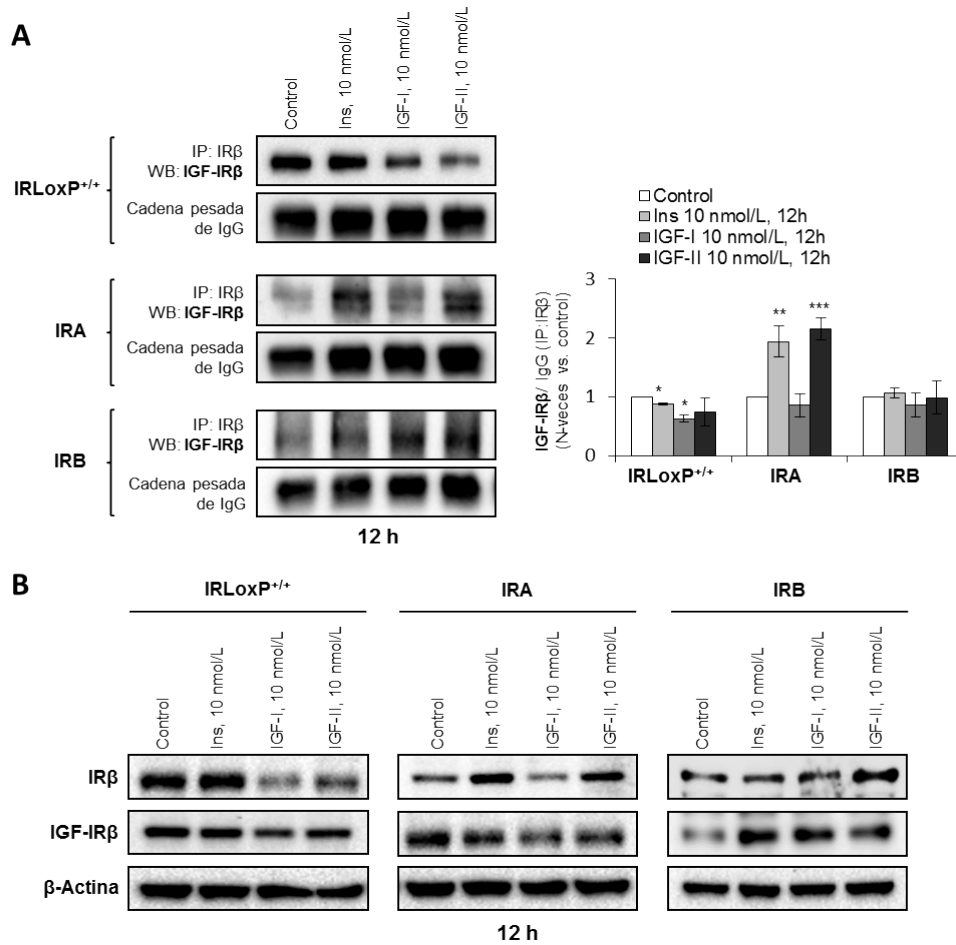 A
Control
Ins, 10 nmol/L
IGF-I, 10 nmol/L
IGF-II, 10 nmol/L
IRLoxP+/+
IP: IRβ
WB: IGF-IRβ
Cadena pesada
de IgG
IRA
IP: IRβ
WB: IGF-IRβ
Cadena pesada
de IgG
IRB
IP: IRβ
WB: IGF-IRβ
Cadena pesada
de IgG
12 h
Control
Ins 10 nmol/L, 12h
IGF-I 10 nmol/L, 12h
IGF-II 10 nmol/L, 12h
IGF-IRβ/ IgG (IP:IRβ)
(N-veces vs. control)
3
2
1
0
*
*
**
***
IRLoxP+/+
IRA
IRB
B
IRLoxP+/+
IRA
IRB
Control
Ins, 10 nmol/L
IGF-I, 10 nmol/L
IGF-II, 10 nmol/L
Control
Ins, 10 nmol/L
IGF-I, 10 nmol/L
IGF-II, 10 nmol/L
Control
Ins, 10 nmol/L
IGF-I, 10 nmol/L
IGF-II, 10 nmol/L
IRβ
IGF-IRβ
β-Actina
12 h